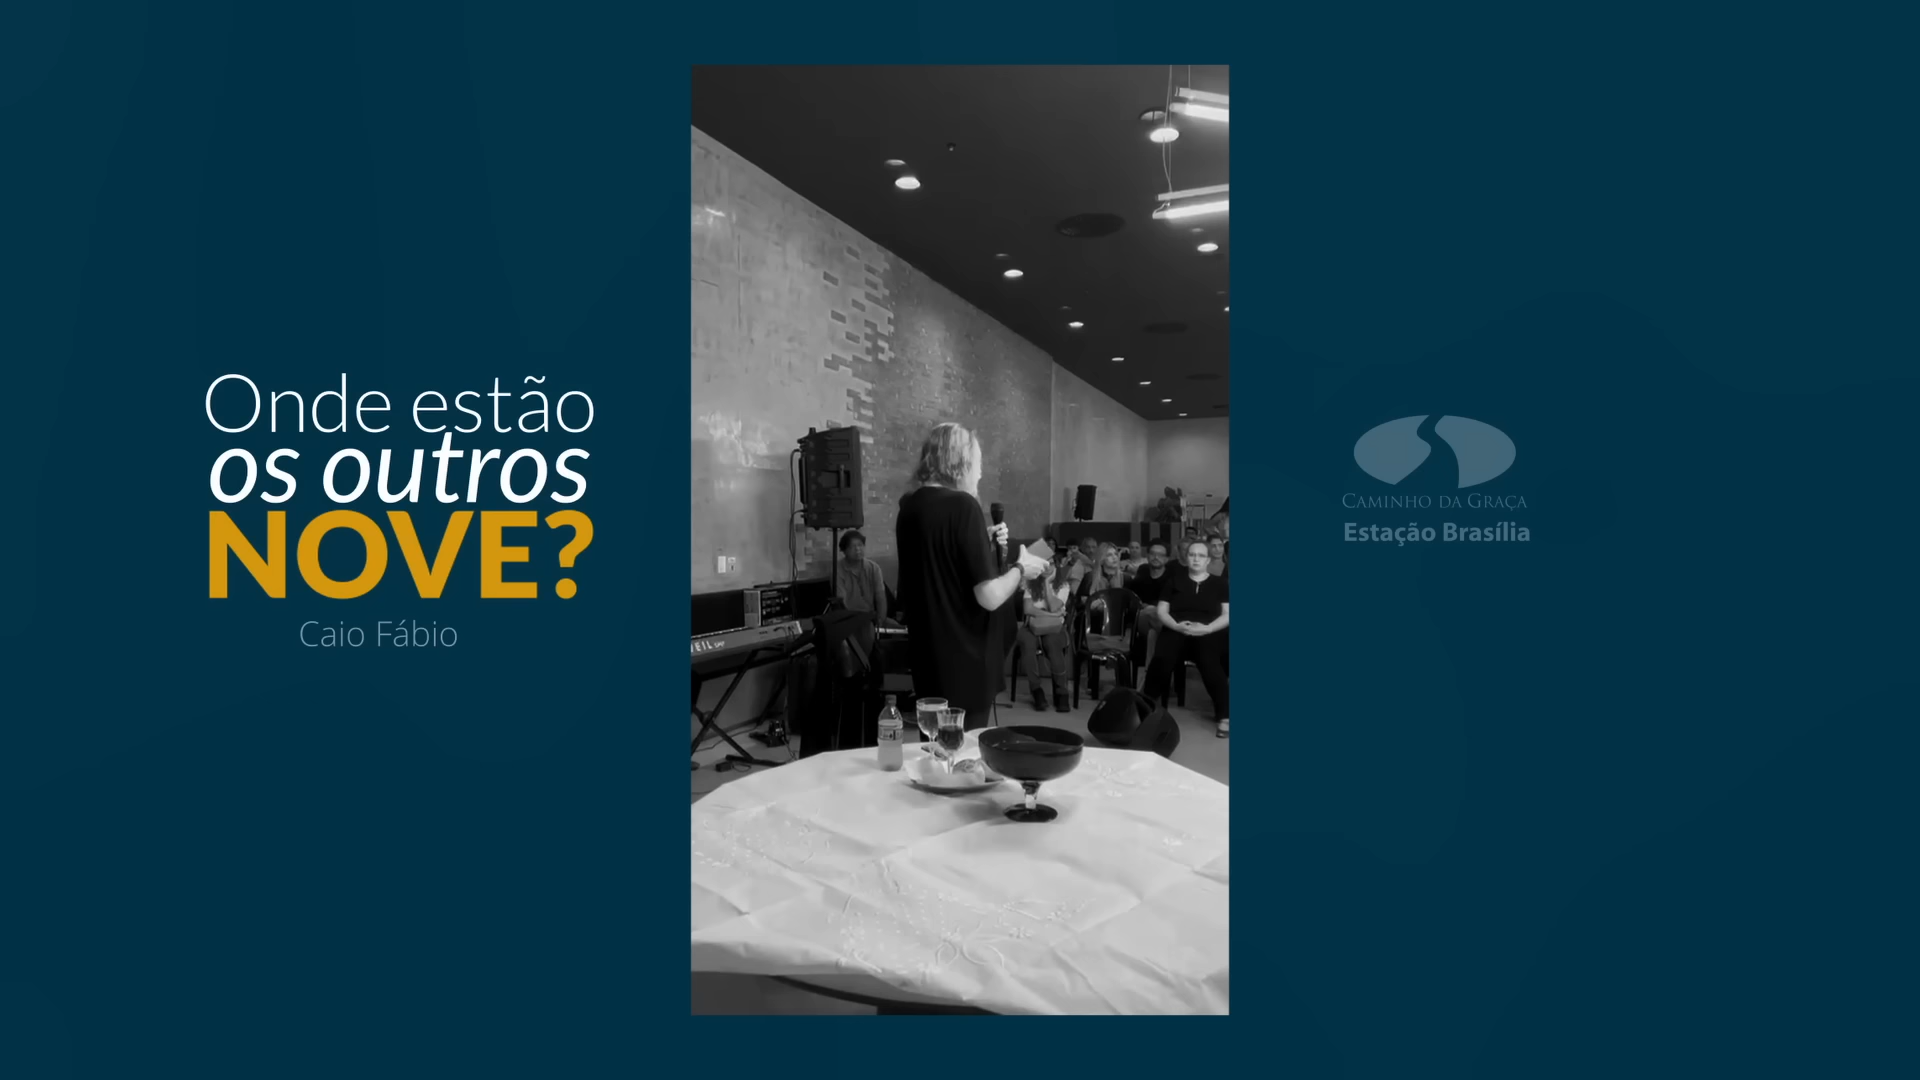 Onde estão
os outros
NOVE?
Caio Fábio
CAMINHO DA GRAÇA
Estação Brasília